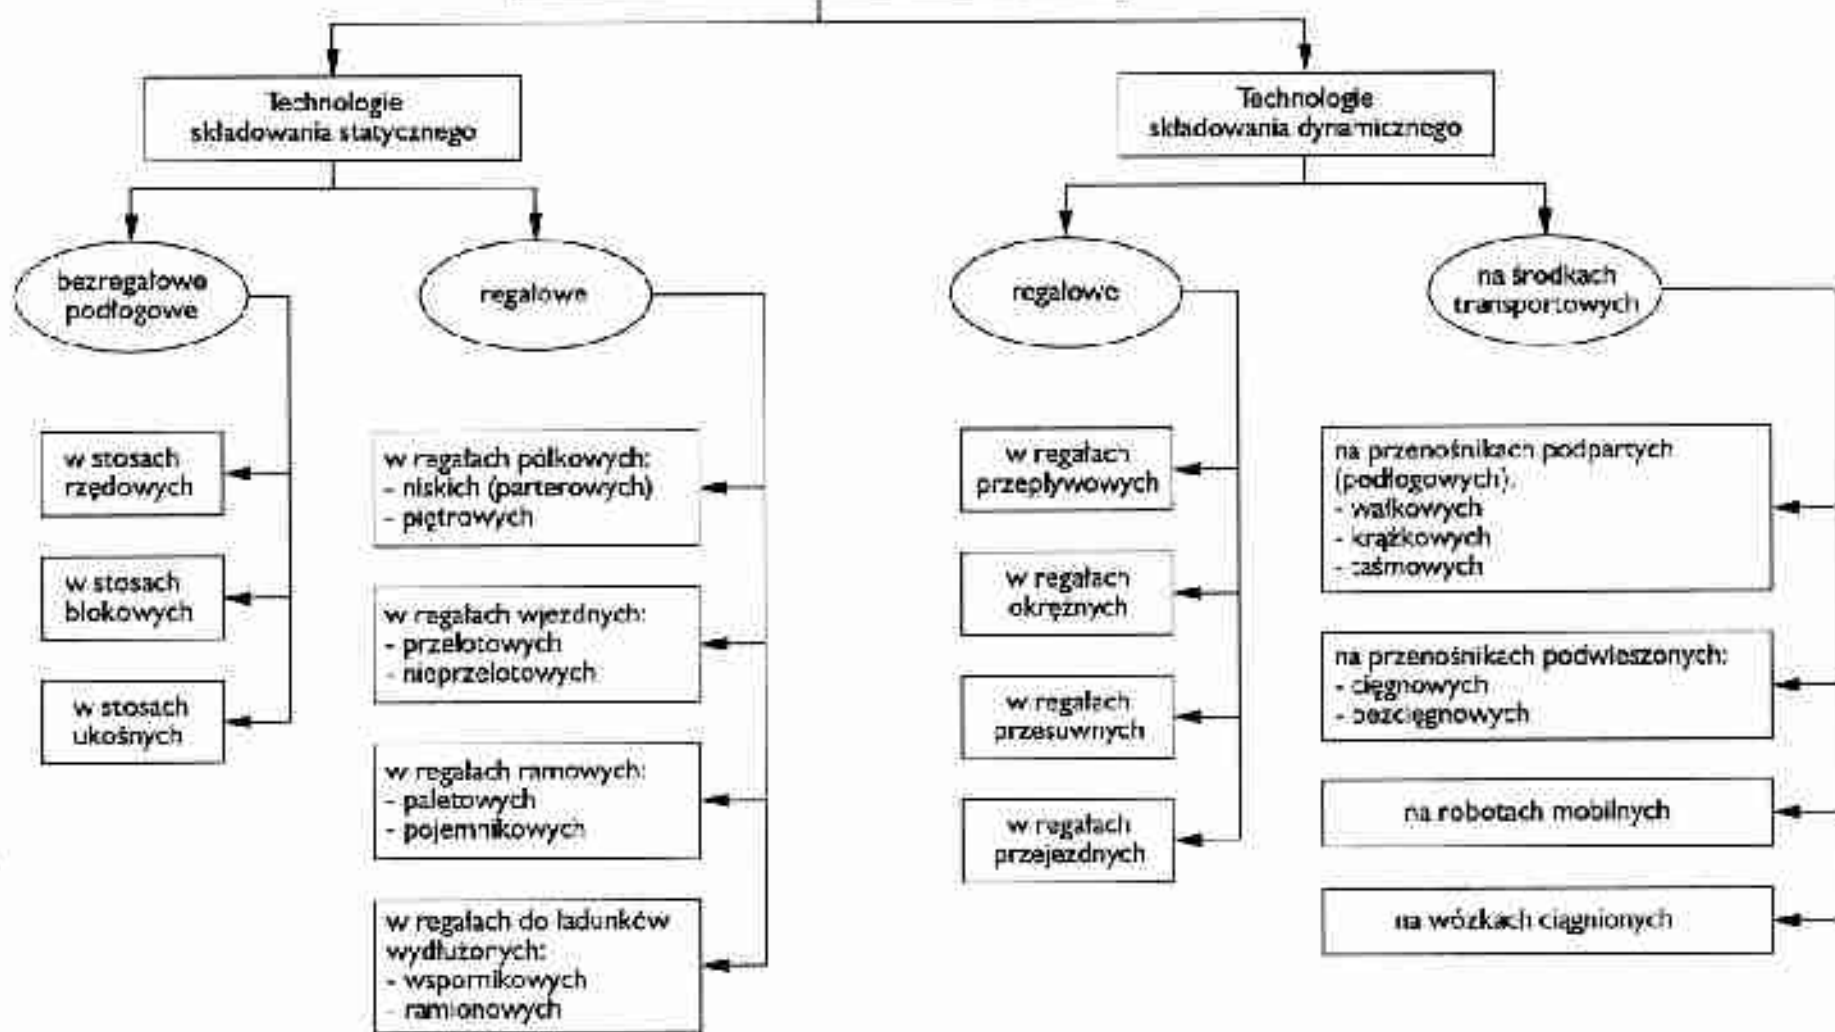 Technologie
składowania statycznego
Technologie
składowania dynamicznego
bezregałowe
podłogowe
regałowe
regałowe
na środkach
transportowych
w stosach
rzędowych
w stosach
blokowych
w stosach
ukośnych
w regałach półkowych:
- niskich (parterowych)
- piętrowych
w regałach wjezdnych:
- przelotowych
- nieprzelotowych
w regałach ramowych:
- paletowych
- pojemnikowych
w regałach do ładunków
wydłużonych:
- wspornikowych
- ramionowych
w regałach
przepływowych
w regałach
okrężnych
w regałach
przesuwnych
w regałach
przejezdnych
na przenośnikach podpartych
(podłogowych):
- wałkowych
- krążkowych
- taśmowych
na przenośnikach podwieszonych:
- cięgnowych
- bezcięgnowych
na robotach mobilnych
na wózkach ciągnionych